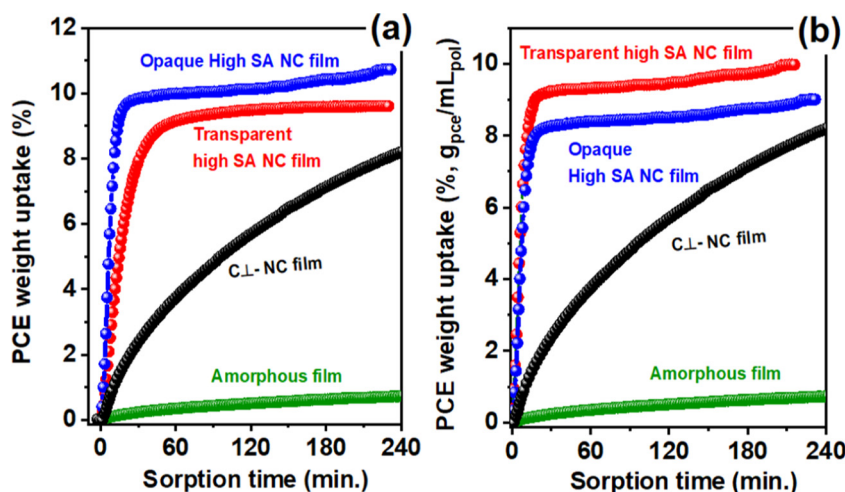 (a)
PCE weight uptake (%)
12
10
8
6
4
2
0
Opaque High SA NC film
Transparent
high SA NC film
C⊥- NC film
Amorphous film
0 60 120 180 240
Sorption time (min.)
(b)
PCE weight uptake (%, g_pce/mL_pol)
10
8
6
4
2
0
Transparent high SA NC film
Opaque
High SA NC film
C⊥- NC film
Amorphous film
0 60 120 180 240
Sorption time (min.)